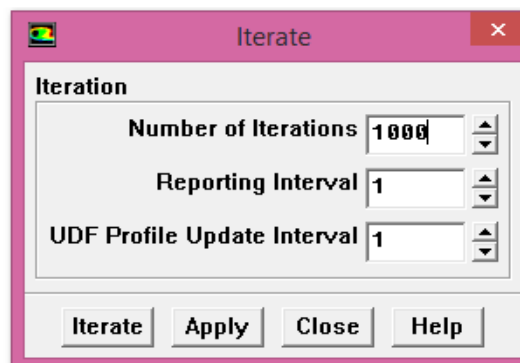 Iterate
×
Iteration
Number of Iterations 1000
Reporting Interval 1
UDF Profile Update Interval 1
Iterate Apply Close Help